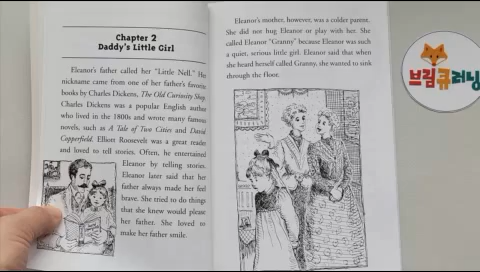 Chapter 2
Daddy's Little Girl
Eleanor's father called her "Little Nell." Her
nickname came from one of her father's favorite
books by Charles Dickens, The Old Curiosity Shop.
Charles Dickens was a popular English author
who lived in the 1800s and wrote many famous
novels, such as A Tale of Two Cities and David
Copperfield. Elliott Roosevelt was a great reader
and loved to tell stories. Often, he entertained
Eleanor by telling stories.
Eleanor later said that her
father always made her feel
brave. She tried to do things
that she knew would please
her father. She loved to
make her father smile.
Eleanor's mother, however, was a colder parent.
She did not hug Eleanor or play with her. She
called Eleanor "Granny" because Eleanor was such
a quiet, serious little girl. Eleanor said that when
she heard herself called Granny, she wanted to sink
through the floor.
브림큐
러닝